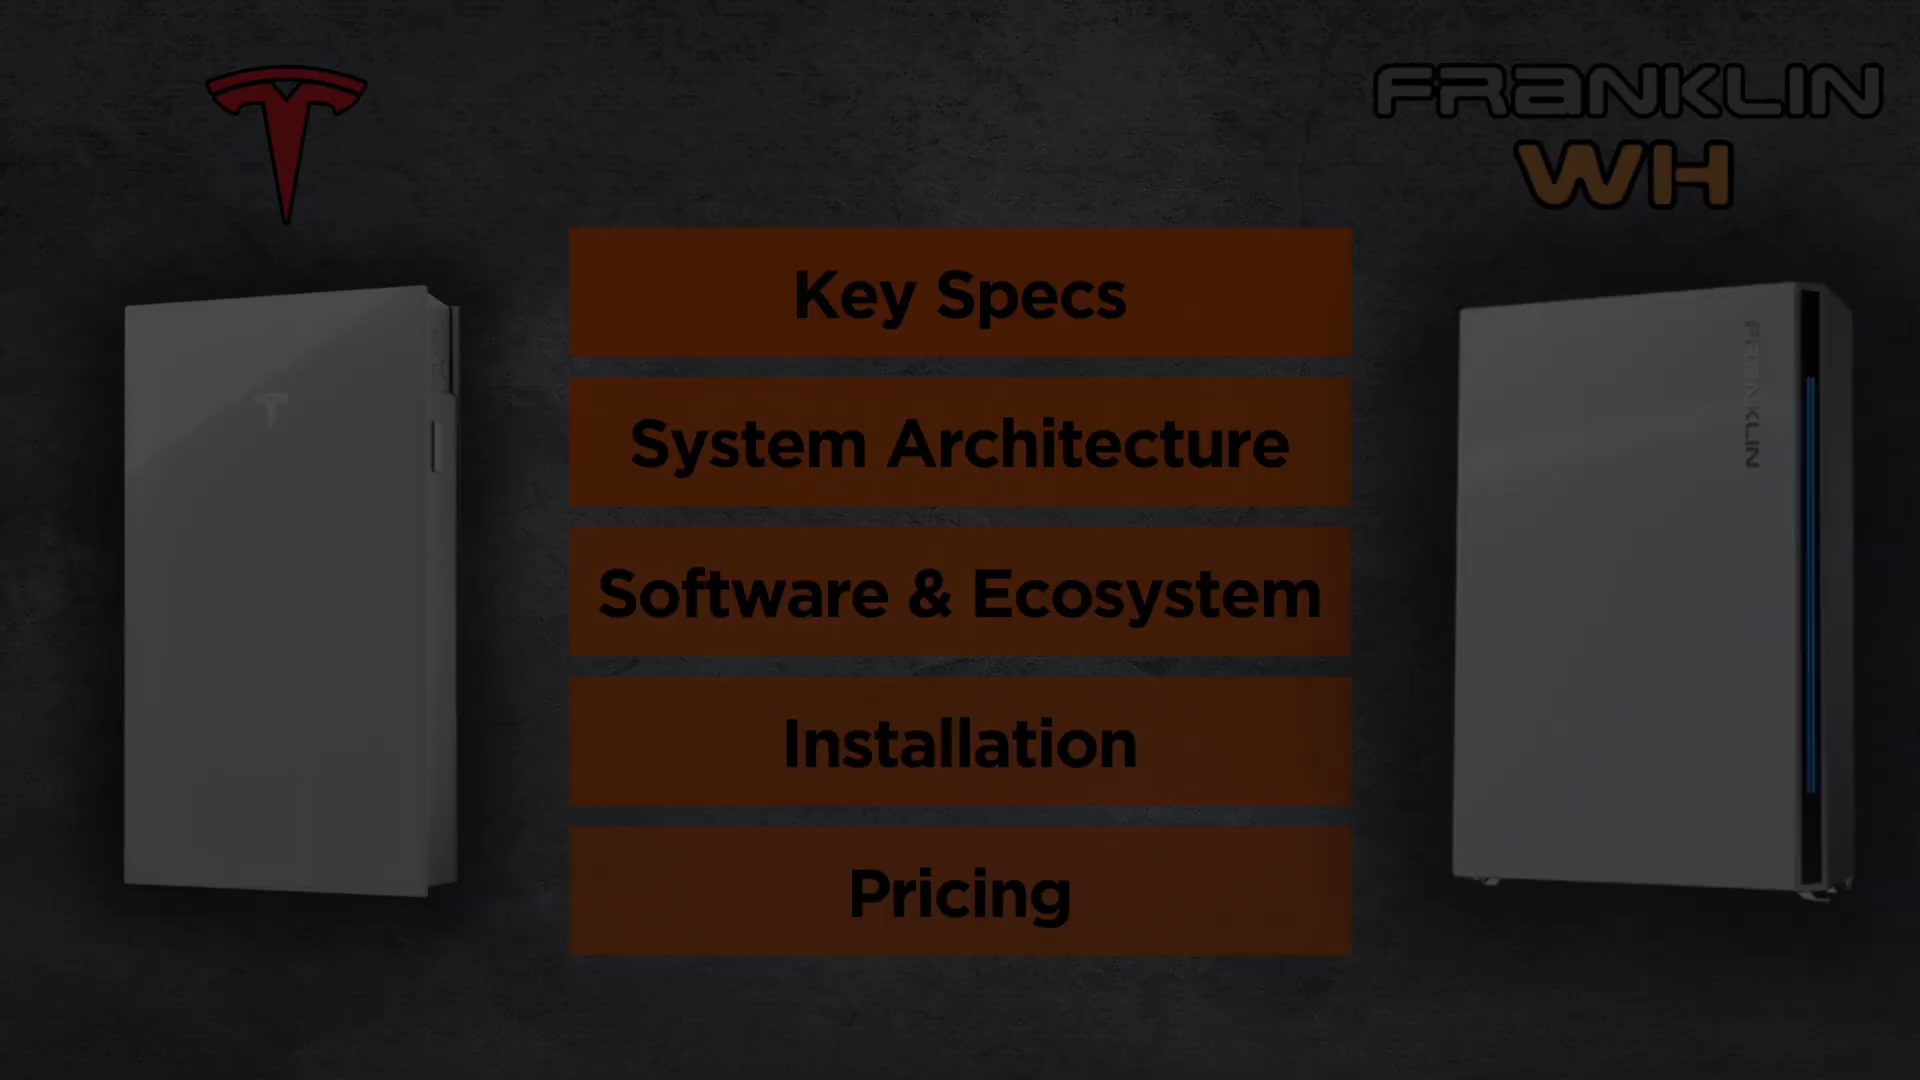 FRANKLIN
WH
Key Specs
System Architecture
Software & Ecosystem
Installation
Pricing
FRANKLIN